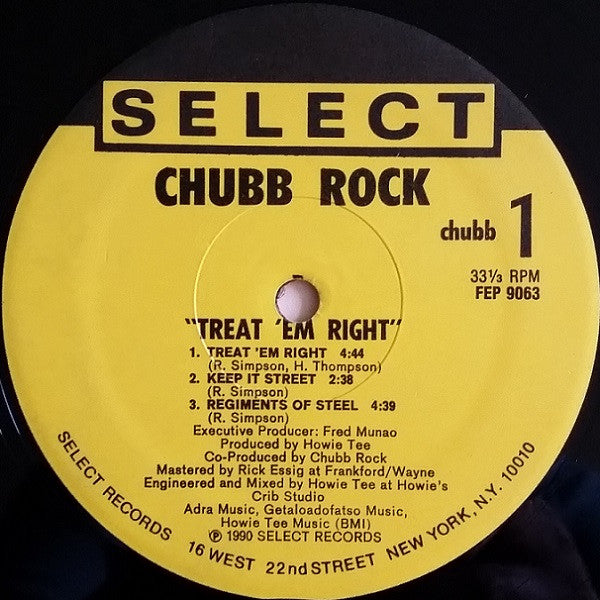 SELECT
CHUBB ROCK
chubb 1
33⅓ RPM
FEP 9063
"TREAT 'EM RIGHT"
1. TREAT 'EM RIGHT 4:44
(R. Simpson, H. Thompson)
2. KEEP IT STREET 2:38
(R. Simpson)
3. REGIMENTS OF STEEL 4:39
(R. Simpson)
Executive Producer: Fred Munao
Produced by Howie Tee
Co-Produced by Chubb Rock
Mastered by Rick Essig at Frankford/Wayne
Engineered and Mixed by Howie Tee at Howie's
Crib Studio
Adra Music, Getaloadofatso Music,
Howie Tee Music (BMI)
℗ 1990 SELECT RECORDS
SELECT RECORDS 16 WEST 22nd STREET NEW YORK, N.Y. 10010